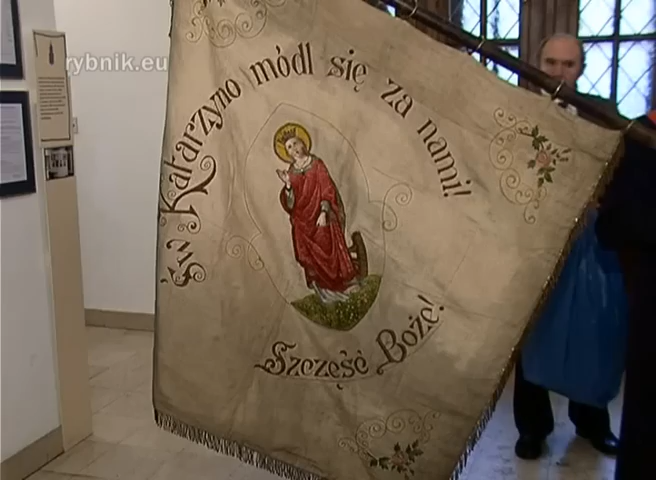 rybnik.eu
Św. Katarzyno módl się za nami!
Szczęść Boże!